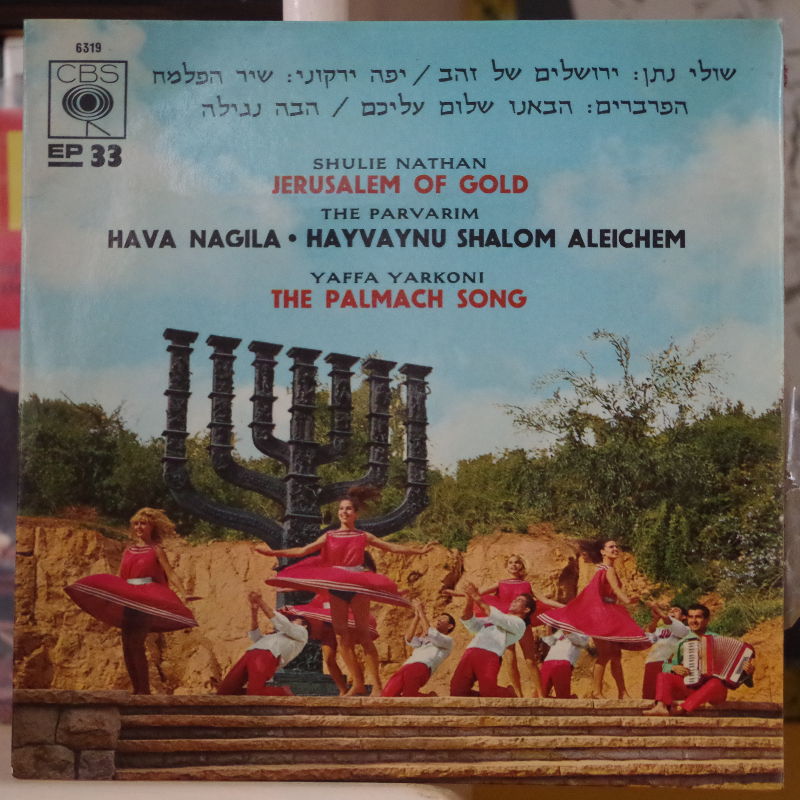 6319
CBS
EP 33
שולי נתן: ירושלים של זהב / יפה ירקוני: שיר הפלמח
הפרברים: הבאנו שלום עליכם / הבה נגילה
SHULIE NATHAN
JERUSALEM OF GOLD
THE PARVARIM
HAVA NAGILA • HAYVAYNU SHALOM ALEICHEM
YAFFA YARKONI
THE PALMACH SONG